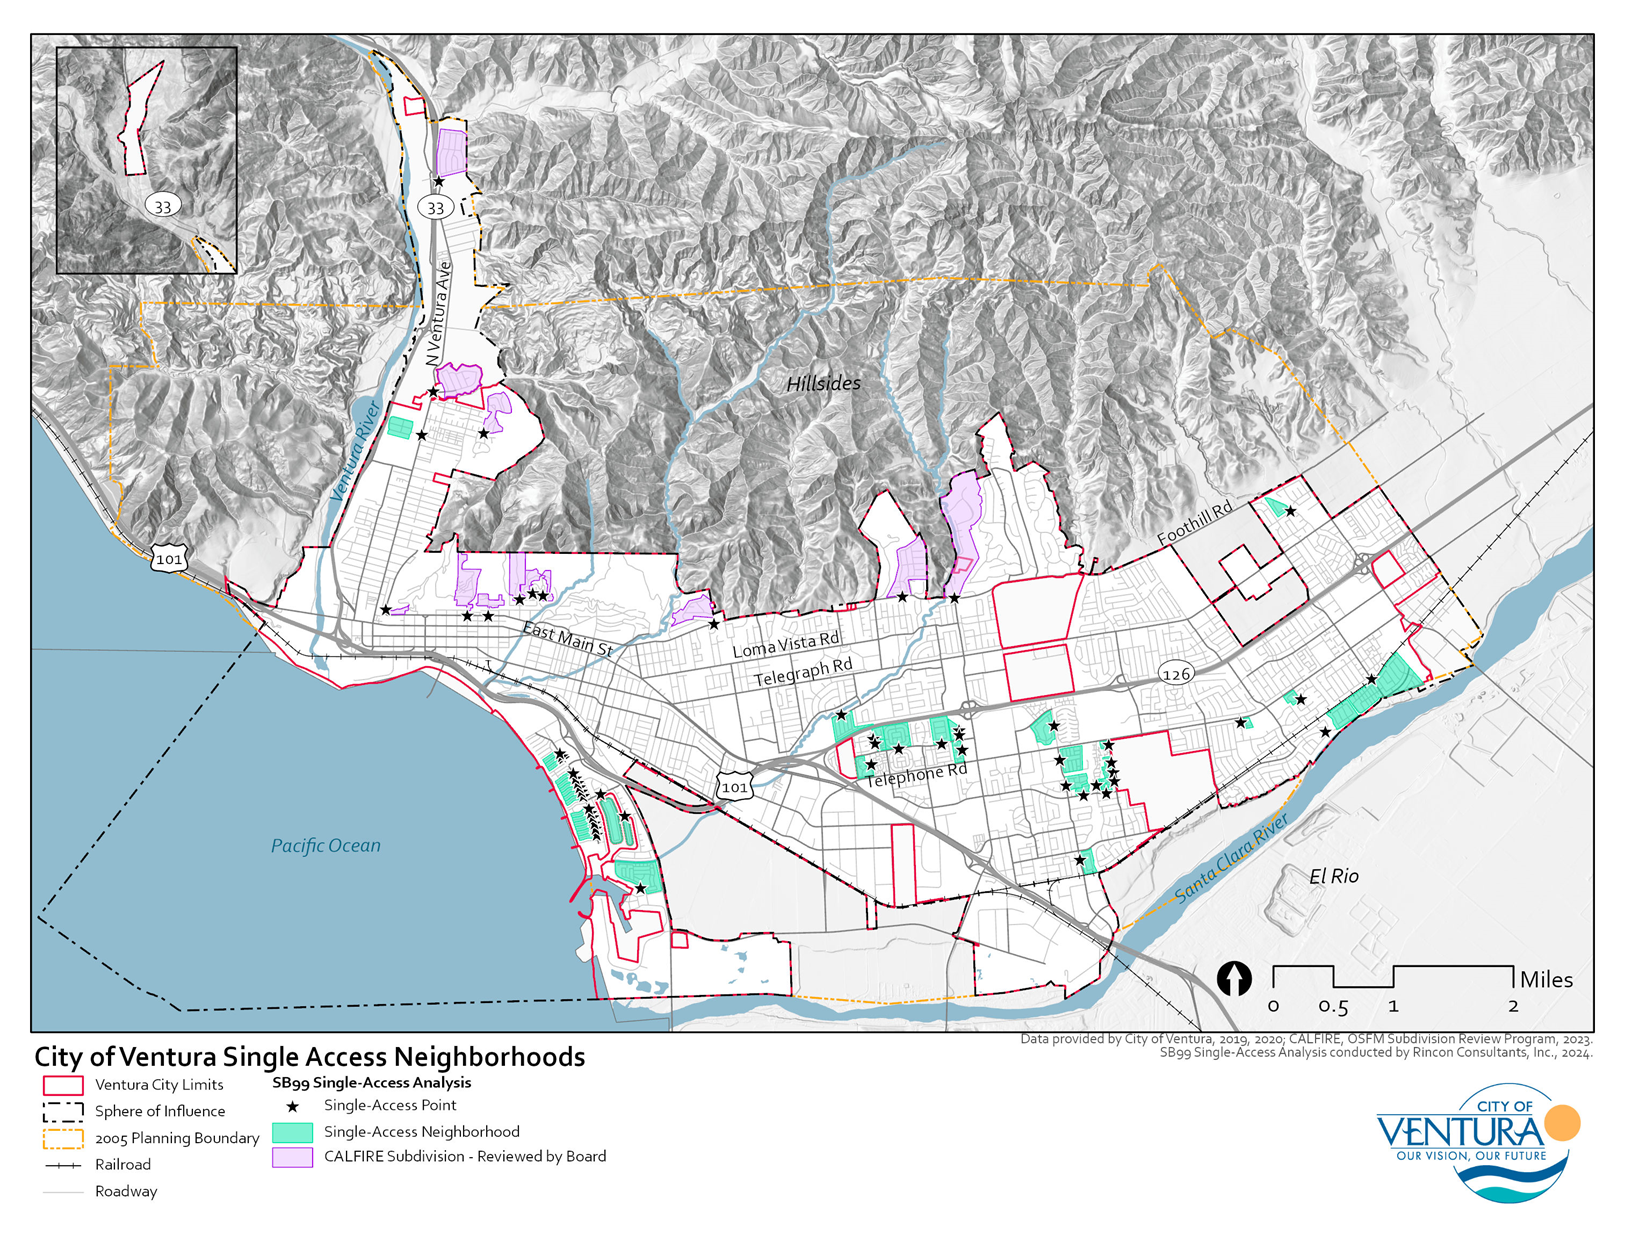 33
33
N Ventura Ave
Hillsides
Ventura River
Foothill Rd
101
East Main St
Loma Vista Rd
Telegraph Rd
126
Telephone Rd
101
Pacific Ocean
Santa Clara River
El Rio
Miles
0 0.5 1 2
Data provided by City of Ventura, 2019, 2020; CALFIRE, OSFM Subdivision Review Program, 2023.
SB99 Single-Access Analysis conducted by Rincon Consultants, Inc., 2024.
City of Ventura Single Access Neighborhoods
Ventura City Limits
Sphere of Influence
2005 Planning Boundary
Railroad
Roadway
SB99 Single-Access Analysis
Single-Access Point
Single-Access Neighborhood
CALFIRE Subdivision - Reviewed by Board
CITY OF
VENTURA
OUR VISION, OUR FUTURE